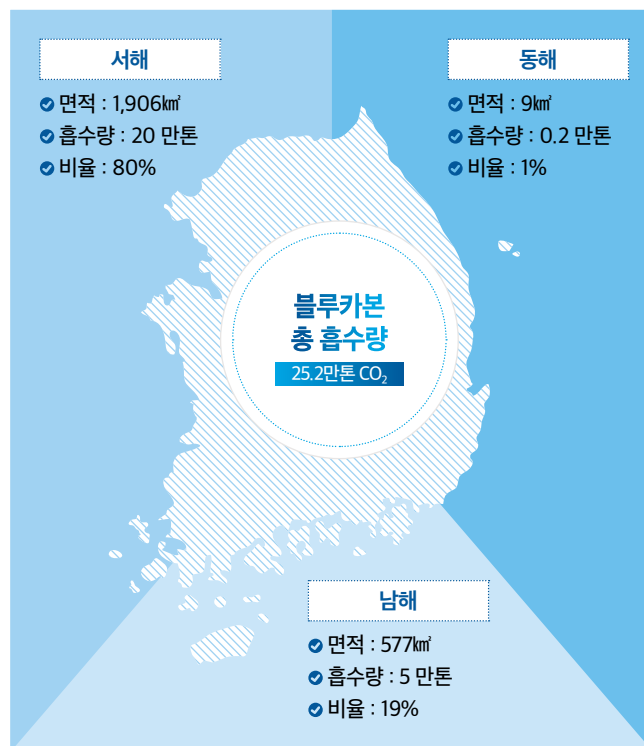 서해
면적 : 1,906㎢
흡수량 : 20 만톤
비율 : 80%
동해
면적 : 9㎢
흡수량 : 0.2 만톤
비율 : 1%
블루카본
총 흡수량
25.2만톤 CO₂
남해
면적 : 577㎢
흡수량 : 5 만톤
비율 : 19%